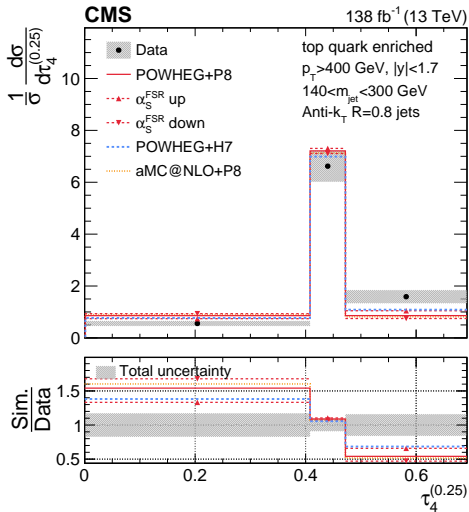 CMS 138 fb⁻¹ (13 TeV)
1/σ dσ/dτ₄^(0.25)
Data
POWHEG+P8
α_S^FSR up
α_S^FSR down
POWHEG+H7
aMC@NLO+P8
top quark enriched
p_T>400 GeV, |y|<1.7
140<m_jet<300 GeV
Anti-k_T R=0.8 jets
10
8
6
4
2
0
Total uncertainty
Sim./Data
1.5
1
0.5
0 0.2 0.4 0.6
τ₄^(0.25)